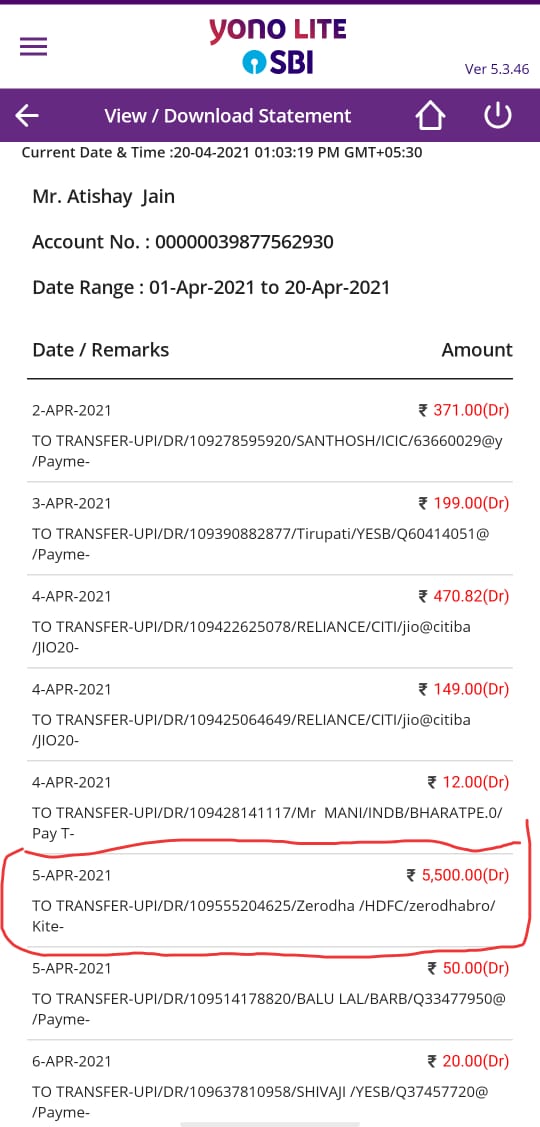 yono LITE
SBI
Ver 5.3.46
View / Download Statement
Current Date & Time :20-04-2021 01:03:19 PM GMT+05:30
Mr. Atishay Jain
Account No. : 00000039877562930
Date Range : 01-Apr-2021 to 20-Apr-2021
Date / Remarks Amount
2-APR-2021 ₹ 371.00(Dr)
TO TRANSFER-UPI/DR/109278595920/SANTHOSH/ICIC/63660029@y
/Payme-
3-APR-2021 ₹ 199.00(Dr)
TO TRANSFER-UPI/DR/109390882877/Tirupati/YESB/Q60414051@
/Payme-
4-APR-2021 ₹ 470.82(Dr)
TO TRANSFER-UPI/DR/109422625078/RELIANCE/CITI/jio@citiba
/JIO20-
4-APR-2021 ₹ 149.00(Dr)
TO TRANSFER-UPI/DR/109425064649/RELIANCE/CITI/jio@citiba
/JIO20-
4-APR-2021 ₹ 12.00(Dr)
TO TRANSFER-UPI/DR/109428141117/Mr MANI/INDB/BHARATPE.0/
Pay T-
5-APR-2021 ₹ 5,500.00(Dr)
TO TRANSFER-UPI/DR/109555204625/Zerodha /HDFC/zerodhabro/
Kite-
5-APR-2021 ₹ 50.00(Dr)
TO TRANSFER-UPI/DR/109514178820/BALU LAL/BARB/Q33477950@
/Payme-
6-APR-2021 ₹ 20.00(Dr)
TO TRANSFER-UPI/DR/109637810958/SHIVAJI /YESB/Q37457720@
/Payme-